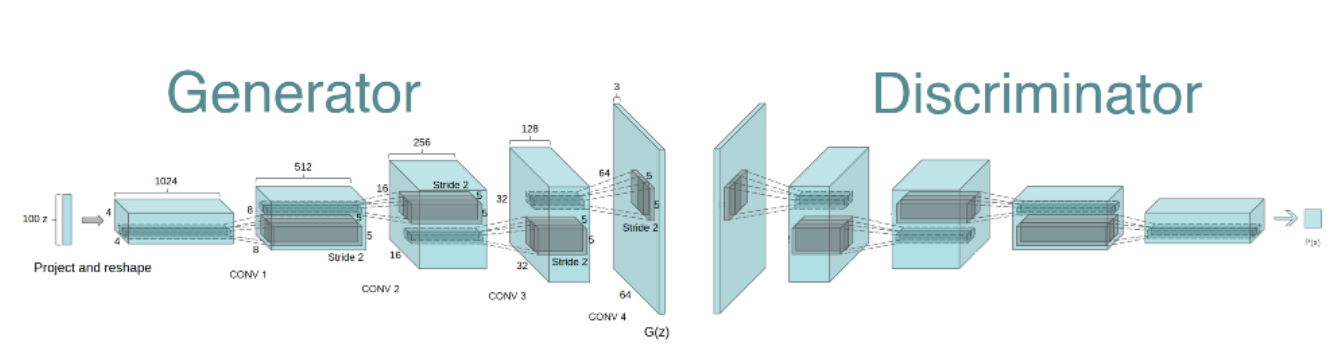 Generator
Discriminator
100 z
Project and reshape
4
4
1024
CONV 1
8
8
512
5
5
Stride 2
CONV 2
16
16
256
Stride 2
5
5
CONV 3
32
32
128
5
5
Stride 2
CONV 4
64
64
3
5
5
Stride 2
G(z)
P(x)